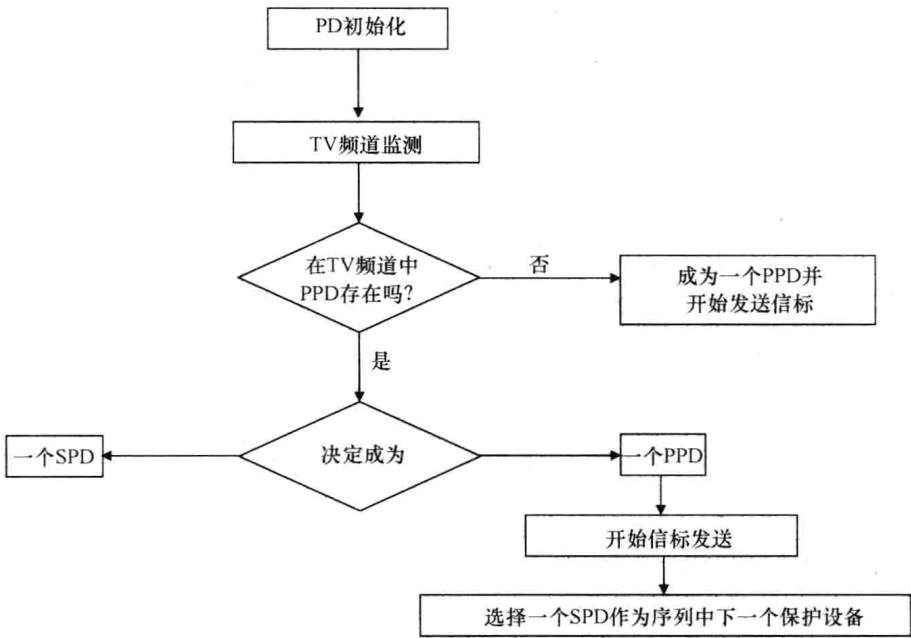 PD初始化
TV频道监测
在TV频道中
PPD存在吗?
否
成为一个PPD并
开始发送信标
是
一个SPD
决定成为
一个PPD
开始信标发送
选择一个SPD作为序列中下一个保护设备